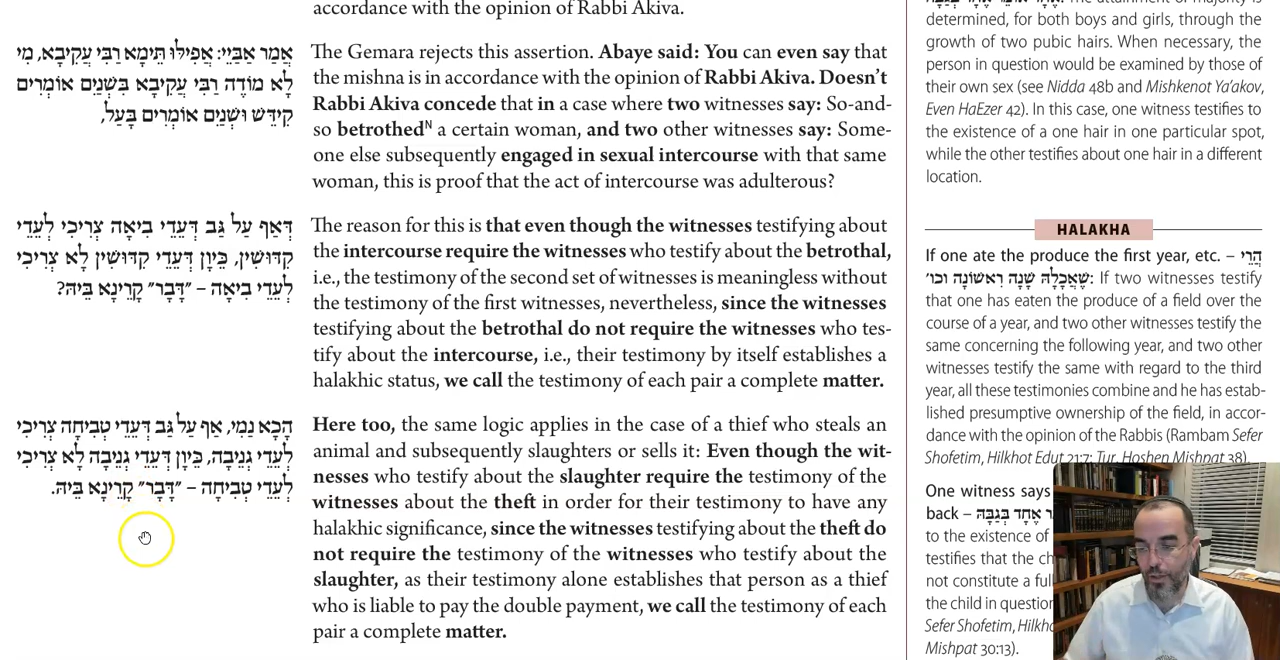 accordance with the opinion of Rabbi Akiva.
אֲמַר אַבַּיֵי: אֲפִילּוּ תֵּימָא רַבִּי עֲקִיבָא, מִי
לָא מוֹדֶה רַבִּי עֲקִיבָא בִּשְׁנַיִם אוֹמְרִים
קִידֵּשׁ וּשְׁנַיִם אוֹמְרִים בָּעַל,
The Gemara rejects this assertion. Abaye said: You can even say that
the mishna is in accordance with the opinion of Rabbi Akiva. Doesn't
Rabbi Akiva concede that in a case where two witnesses say: So-and-
so betrothedN a certain woman, and two other witnesses say: Some-
one else subsequently engaged in sexual intercourse with that same
woman, this is proof that the act of intercourse was adulterous?
דְּאַף עַל גַּב דְּעֵדֵי בִיאָה צְרִיכִי לְעֵדֵי
קִדּוּשִׁין, כֵּיוָן דְּעֵדֵי קִדּוּשִׁין לָא צְרִיכִי
לְעֵדֵי בִיאָה – "דָּבָר" קָרֵינָא בֵּיהּ?
The reason for this is that even though the witnesses testifying about
the intercourse require the witnesses who testify about the betrothal,
i.e., the testimony of the second set of witnesses is meaningless without
the testimony of the first witnesses, nevertheless, since the witnesses
testifying about the betrothal do not require the witnesses who tes-
tify about the intercourse, i.e., their testimony by itself establishes a
halakhic status, we call the testimony of each pair a complete matter.
הָכָא נַמִי, אַף עַל גַּב דְּעֵדֵי טְבִיחָה צְרִיכִי
לְעֵדֵי גְנֵיבָה, כֵּיוָן דְּעֵדֵי גְנֵיבָה לָא צְרִיכִי
לְעֵדֵי טְבִיחָה – "דָּבָר" קָרֵינָא בֵּיהּ.
Here too, the same logic applies in the case of a thief who steals an
animal and subsequently slaughters or sells it: Even though the wit-
nesses who testify about the slaughter require the testimony of the
witnesses about the theft in order for their testimony to have any
halakhic significance, since the witnesses testifying about the theft do
not require the testimony of the witnesses who testify about the
slaughter, as their testimony alone establishes that person as a thief
who is liable to pay the double payment, we call the testimony of each
pair a complete matter.
The attainment of majority is
determined, for both boys and girls, through the
growth of two pubic hairs. When necessary, the
person in question would be examined by those of
their own sex (see Nidda 48b and Mishkenot Ya'akov,
Even HaEzer 42). In this case, one witness testifies to
the existence of a one hair in one particular spot,
while the other testifies about one hair in a different
location.
HALAKHA
If one ate the produce the first year, etc. – הֲרֵי
שֶׁאֲכָלָהּ שָׁנָה רִאשׁוֹנָה וכו׳: If two witnesses testify
that one has eaten the produce of a field over the
course of a year, and two other witnesses testify the
same concerning the following year, and two other
witnesses testify the same with regard to the third
year, all these testimonies combine and he has estab-
lished presumptive ownership of the field, in accor-
dance with the opinion of the Rabbis (Rambam Sefer
Shofetim, Hilkhot Edut 21:7; Tur, Hoshen Mishpat 38).
One witness says
back – אֶחָד בְּגַבָּהּ
to the existence of
testifies that the ch
not constitute a full
the child in question
Sefer Shofetim, Hilkho
Mishpat 30:13).